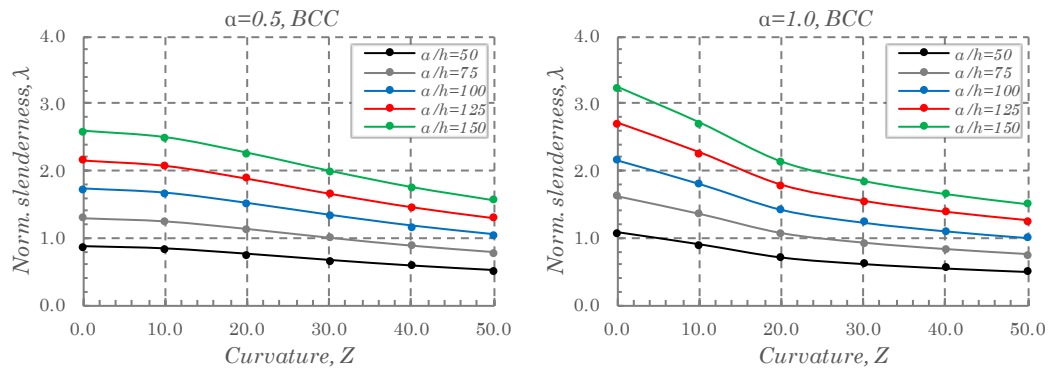 α=0.5, BCC
4.0
3.0
2.0
1.0
0.0
Norm. slenderness, λ
a/h=50
a/h=75
a/h=100
a/h=125
a/h=150
0.0 10.0 20.0 30.0 40.0 50.0
Curvature, Z
α=1.0, BCC
4.0
3.0
2.0
1.0
0.0
Norm. slenderness, λ
a/h=50
a/h=75
a/h=100
a/h=125
a/h=150
0.0 10.0 20.0 30.0 40.0 50.0
Curvature, Z